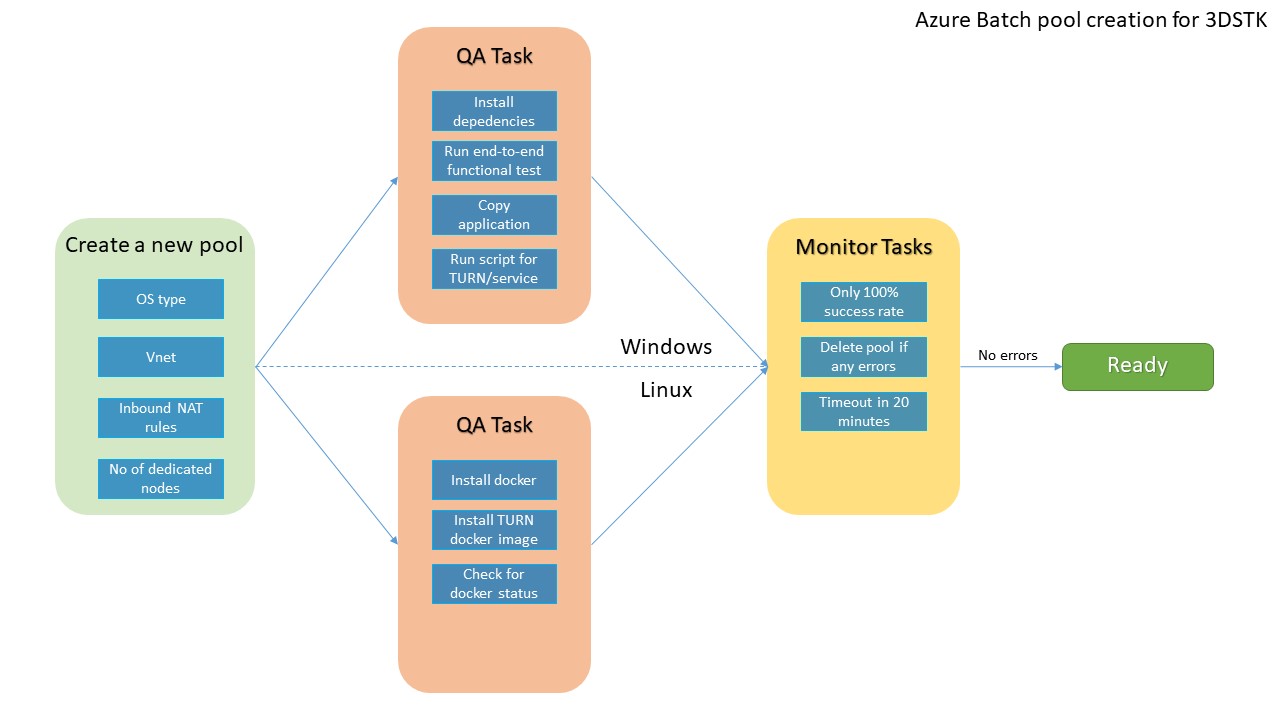 Azure Batch pool creation for 3DSTK
Create a new pool
OS type
Vnet
Inbound NAT
rules
No of dedicated
nodes
QA Task
Install
depedencies
Run end-to-end
functional test
Copy
application
Run script for
TURN/service
Windows
Linux
QA Task
Install docker
Install TURN
docker image
Check for
docker status
Monitor Tasks
Only 100%
success rate
Delete pool if
any errors
Timeout in 20
minutes
No errors
Ready